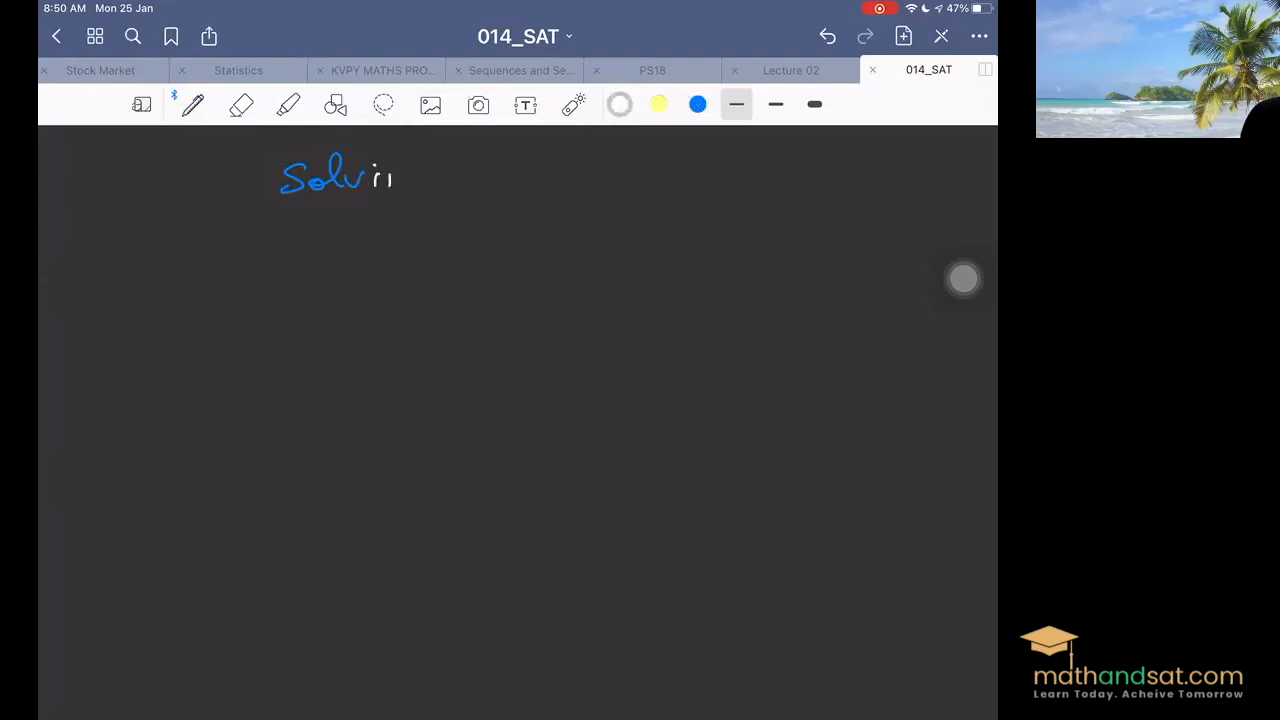 8:50 AM Mon 25 Jan 47%
014_SAT
Stock Market Statistics KVPY MATHS PRO... Sequences and Se... PS18 Lecture 02 014_SAT
T
Solvin
mathandsat.com
Learn Today. Acheive Tomorrow